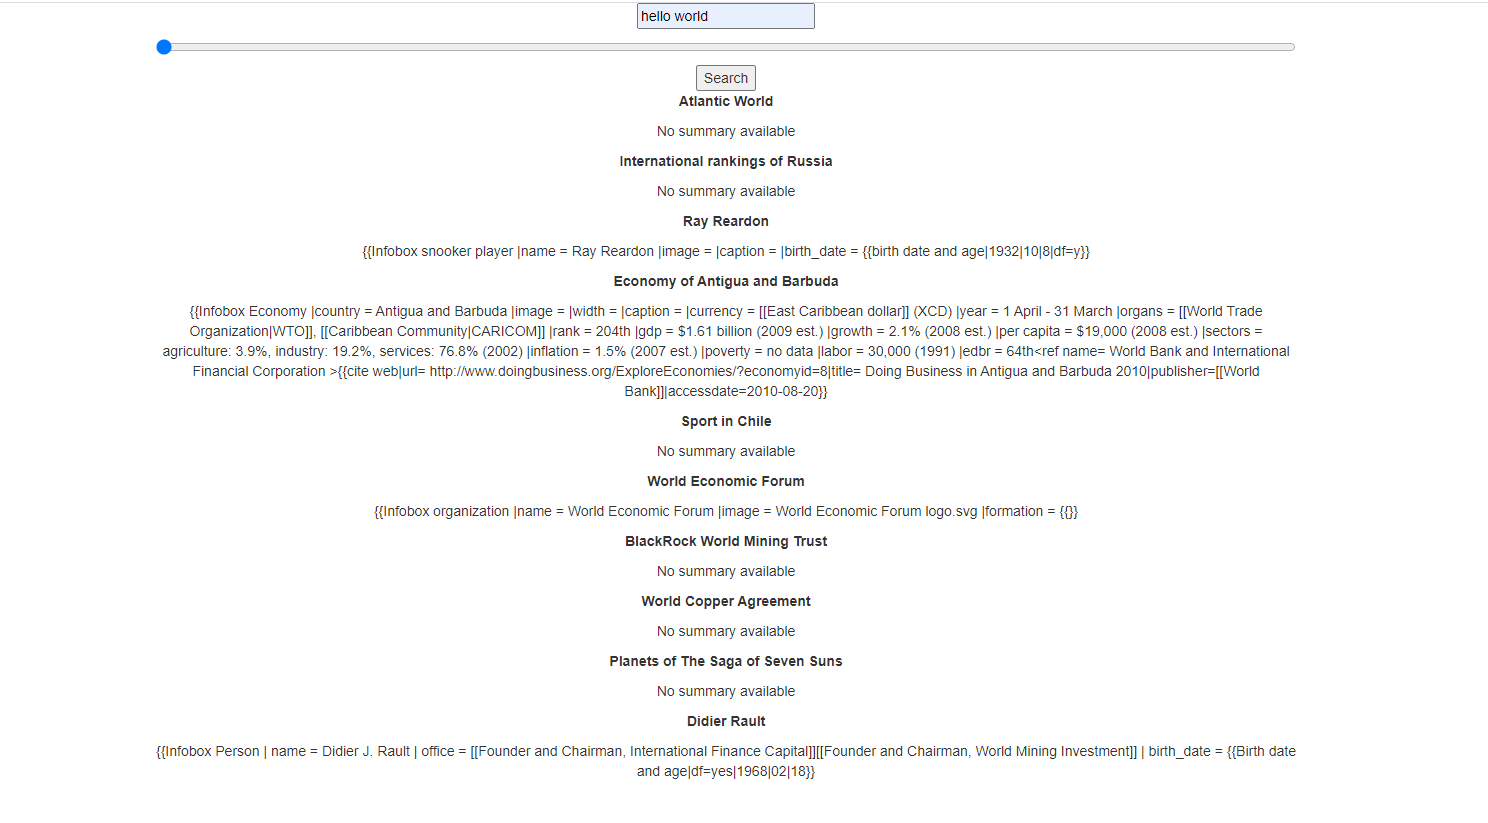 hello world
Search
Atlantic World
No summary available
International rankings of Russia
No summary available
Ray Reardon
{{Infobox snooker player |name = Ray Reardon |image = |caption = |birth_date = {{birth date and age|1932|10|8|df=y}}
Economy of Antigua and Barbuda
{{Infobox Economy |country = Antigua and Barbuda |image = |width = |caption = |currency = [[East Caribbean dollar]] (XCD) |year = 1 April - 31 March |organs = [[World Trade
Organization|WTO]], [[Caribbean Community|CARICOM]] |rank = 204th |gdp = $1.61 billion (2009 est.) |growth = 2.1% (2008 est.) |per capita = $19,000 (2008 est.) |sectors =
agriculture: 3.9%, industry: 19.2%, services: 76.8% (2002) |inflation = 1.5% (2007 est.) |poverty = no data |labor = 30,000 (1991) |edbr = 64th<ref name= World Bank and International
Financial Corporation >{{cite web|url= http://www.doingbusiness.org/ExploreEconomies/?economyid=8|title= Doing Business in Antigua and Barbuda 2010|publisher=[[World
Bank]]|accessdate=2010-08-20}}
Sport in Chile
No summary available
World Economic Forum
{{Infobox organization |name = World Economic Forum |image = World Economic Forum logo.svg |formation = {{}}
BlackRock World Mining Trust
No summary available
World Copper Agreement
No summary available
Planets of The Saga of Seven Suns
No summary available
Didier Rault
{{Infobox Person | name = Didier J. Rault | office = [[Founder and Chairman, International Finance Capital]][[Founder and Chairman, World Mining Investment]] | birth_date = {{Birth date
and age|df=yes|1968|02|18}}